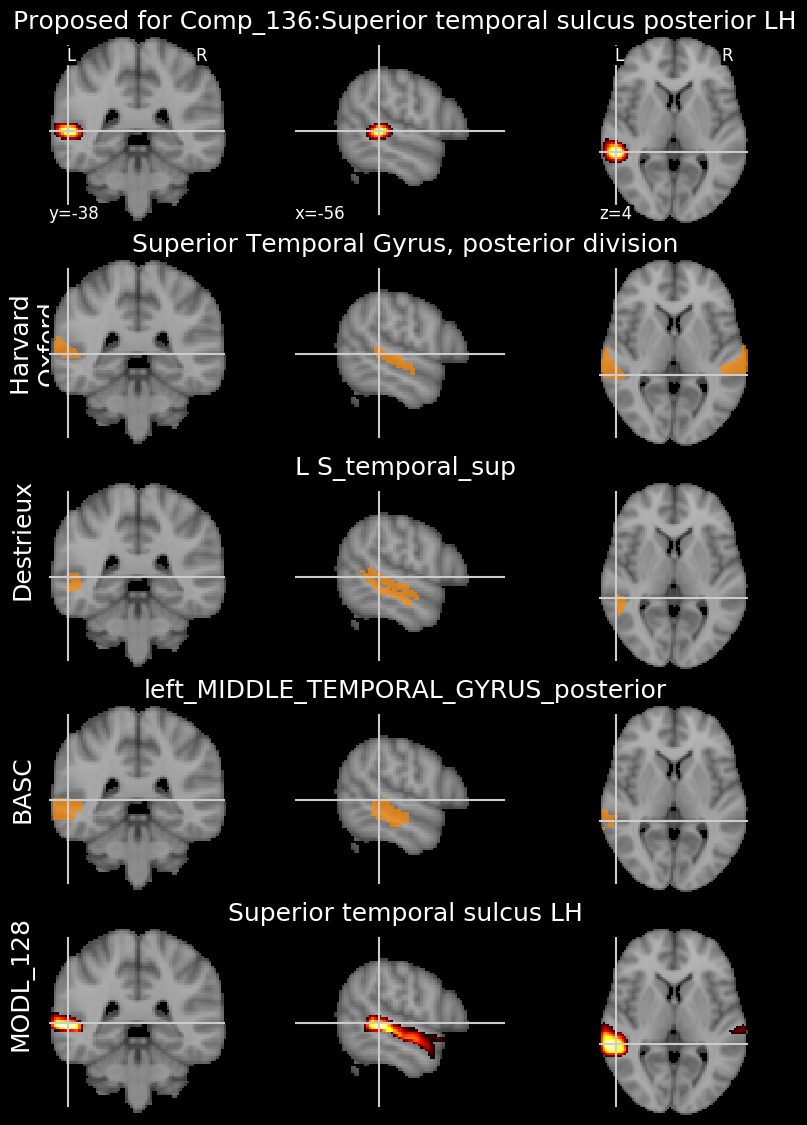 Proposed for Comp_136:Superior temporal sulcus posterior LH
L R L R
y=-38 x=-56 z=4
Superior Temporal Gyrus, posterior division
Harvard
Oxford
L S_temporal_sup
Destrieux
left_MIDDLE_TEMPORAL_GYRUS_posterior
BASC
Superior temporal sulcus LH
MODL_128